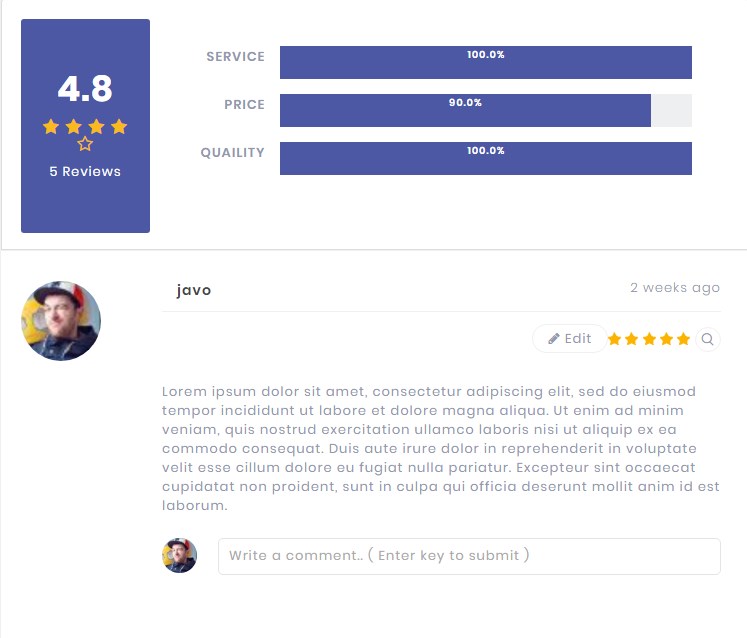 4.8
5 Reviews
SERVICE 100.0%
PRICE 90.0%
QUAILITY 100.0%
javo 2 weeks ago
Edit
Lorem ipsum dolor sit amet, consectetur adipiscing elit, sed do eiusmod
tempor incididunt ut labore et dolore magna aliqua. Ut enim ad minim
veniam, quis nostrud exercitation ullamco laboris nisi ut aliquip ex ea
commodo consequat. Duis aute irure dolor in reprehenderit in voluptate
velit esse cillum dolore eu fugiat nulla pariatur. Excepteur sint occaecat
cupidatat non proident, sunt in culpa qui officia deserunt mollit anim id est
laborum.
Write a comment.. ( Enter key to submit )